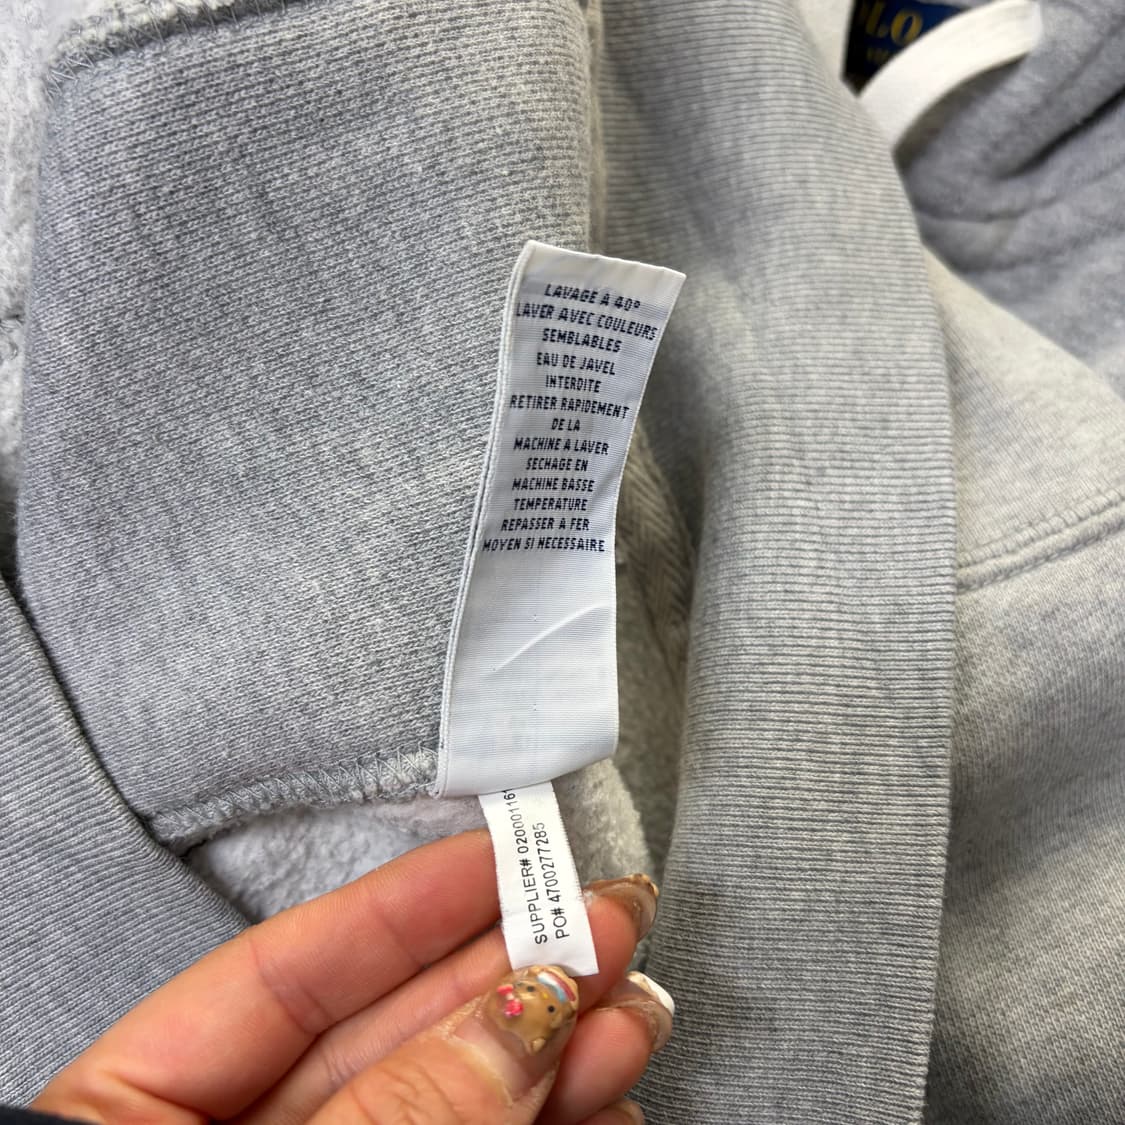 LAVAGE A 40°
LAVER AVEC COULEURS
SEMBLABLES
EAU DE JAVEL
INTERDITE
RETIRER RAPIDEMENT
DE LA
MACHINE A LAVER
SECHAGE EN
MACHINE BASSE
TEMPERATURE
REPASSER A FER
MOYEN SI NECESSAIRE
SUPPLIER#
PO# 4700277285